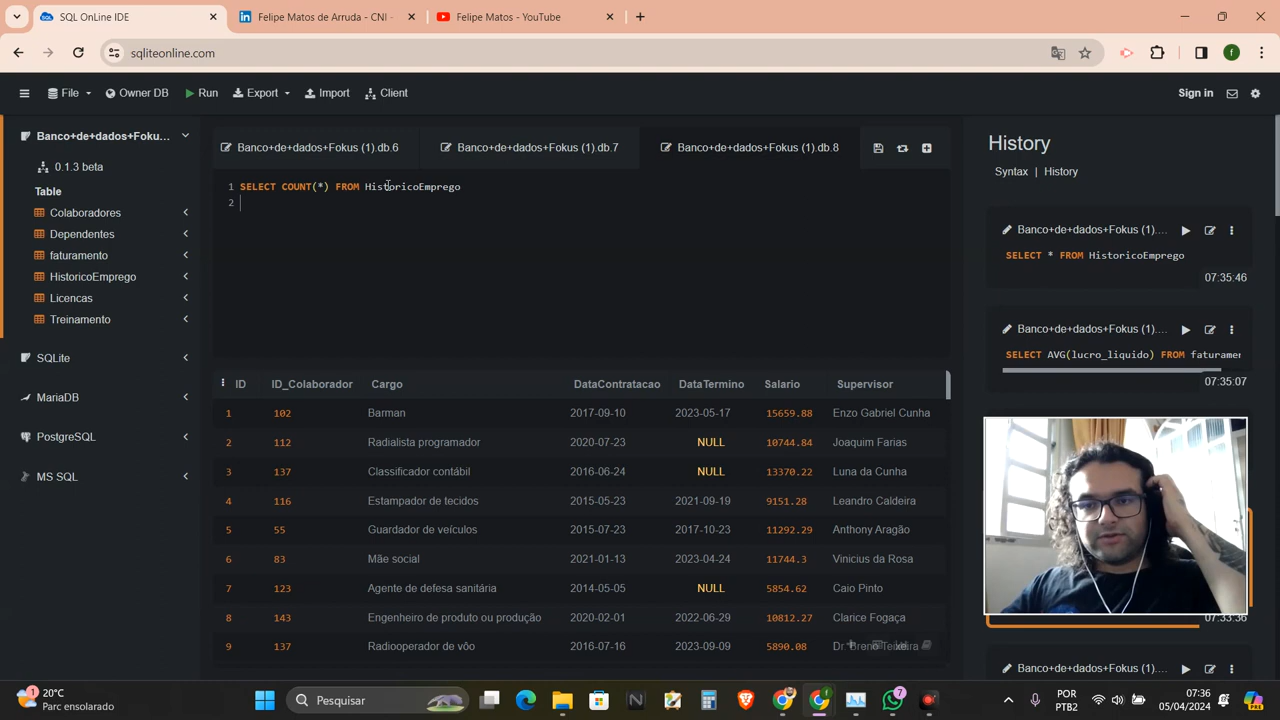 SQL OnLine IDE
Felipe Matos de Arruda - CNI -
Felipe Matos - YouTube
sqliteonline.com
f
File
Owner DB
Run
Export
Import
Client
Sign in
Banco+de+dados+Foku...
0.1.3 beta
Table
Colaboradores
Dependentes
faturamento
HistoricoEmprego
Licencas
Treinamento
SQLite
MariaDB
PostgreSQL
MS SQL
Banco+de+dados+Fokus (1).db.6
Banco+de+dados+Fokus (1).db.7
Banco+de+dados+Fokus (1).db.8
1 SELECT COUNT(*) FROM HistoricoEmprego
2
ID ID_Colaborador Cargo DataContratacao DataTermino Salario Supervisor
1 102 Barman 2017-09-10 2023-05-17 15659.88 Enzo Gabriel Cunha
2 112 Radialista programador 2020-07-23 NULL 10744.84 Joaquim Farias
3 137 Classificador contábil 2016-06-24 NULL 13370.22 Luna da Cunha
4 116 Estampador de tecidos 2015-05-23 2021-09-19 9151.28 Leandro Caldeira
5 55 Guardador de veículos 2015-07-23 2017-10-23 11292.29 Anthony Aragão
6 83 Mãe social 2021-01-13 2023-04-24 11744.3 Vinicius da Rosa
7 123 Agente de defesa sanitária 2014-05-05 NULL 5854.62 Caio Pinto
8 143 Engenheiro de produto ou produção 2020-02-01 2022-06-29 10812.27 Clarice Fogaça
9 137 Radiooperador de vôo 2016-07-16 2023-09-09 5890.08 Dr. Breno Teixeira
History
Syntax | History
Banco+de+dados+Fokus (1)....
SELECT * FROM HistoricoEmprego
07:35:46
Banco+de+dados+Fokus (1)....
SELECT AVG(lucro_liquido) FROM faturamen
07:35:07
07:33:36
Banco+de+dados+Fokus (1)....
1
20°C
Parc ensolarado
Pesquisar
7
POR
PTB2
07:36
05/04/2024